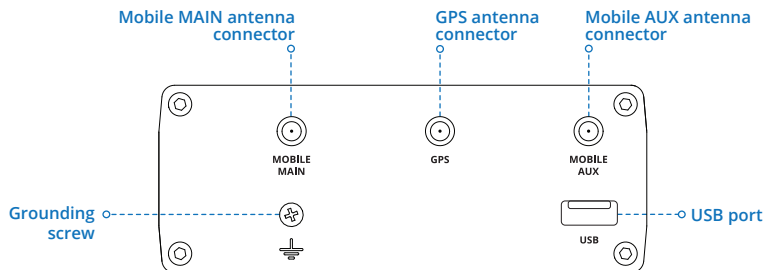 Mobile MAIN antenna
connector
GPS antenna
connector
Mobile AUX antenna
connector
MOBILE
MAIN
GPS
MOBILE
AUX
Grounding
screw
USB port
USB